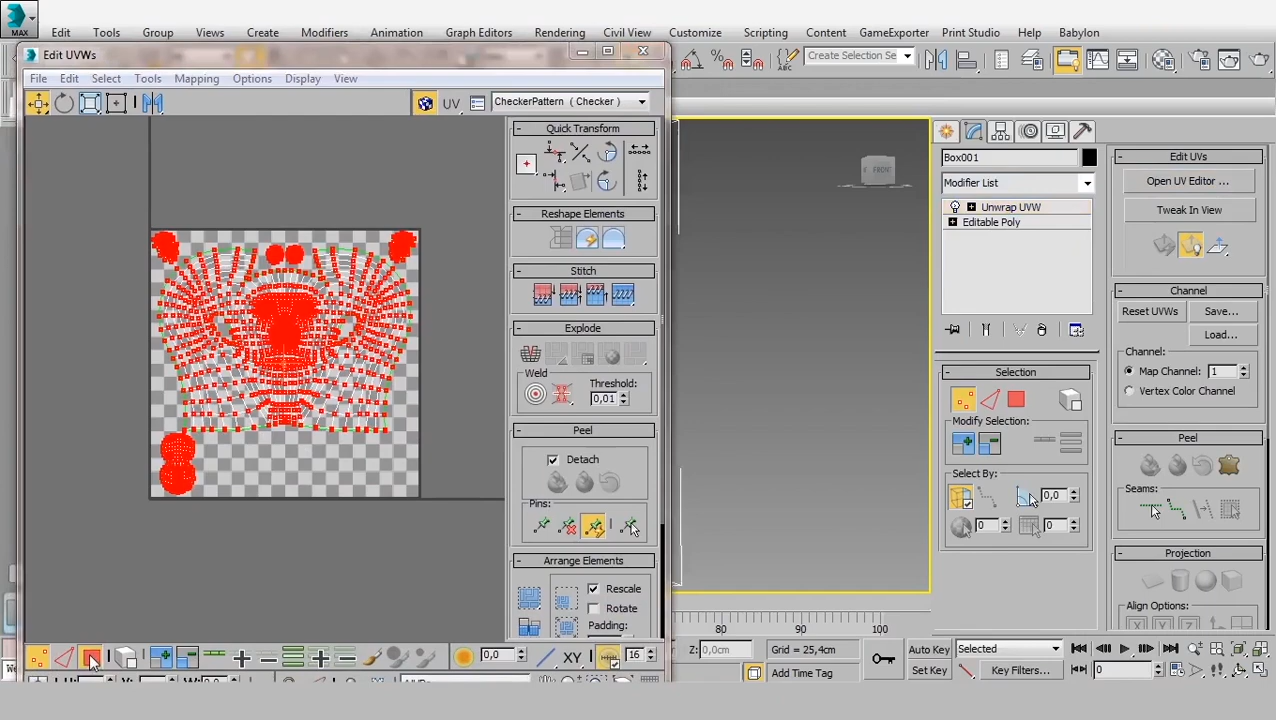 MAX
Edit Tools Group Views Create Modifiers Animation Graph Editors Rendering Civil View Customize Scripting Content GameExporter Print Studio Help Babylon
Edit UVWs
Create Selection Se
File Edit Select Tools Mapping Options Display View
UV CheckerPattern ( Checker )
Quick Transform
Reshape Elements
Stitch
Explode
Weld
Threshold:
0,01
Peel
Detach
Pins:
Arrange Elements
Rescale
Rotate
Padding:
0,0 XY 16
FRONT
Box001
Modifier List
Unwrap UVW
Editable Poly
Selection
Modify Selection:
Select By:
0,0
0 0
Edit UVs
Open UV Editor ...
Tweak In View
Channel
Reset UVWs Save...
Load...
Channel:
Map Channel: 1
Vertex Color Channel
Peel
Seams:
Projection
Align Options:
X Y Z
80 90 100
Z: 0,0cm Grid = 25,4cm Auto Key Selected
Add Time Tag Set Key Key Filters... 0